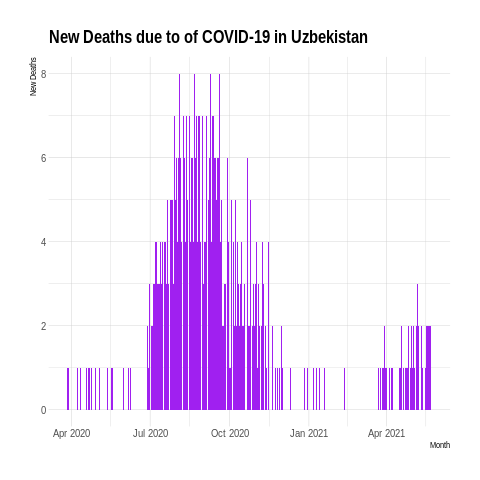 New Deaths due to of COVID-19 in Uzbekistan
New Deaths
8
6
4
2
0
Apr 2020 Jul 2020 Oct 2020 Jan 2021 Apr 2021
Month